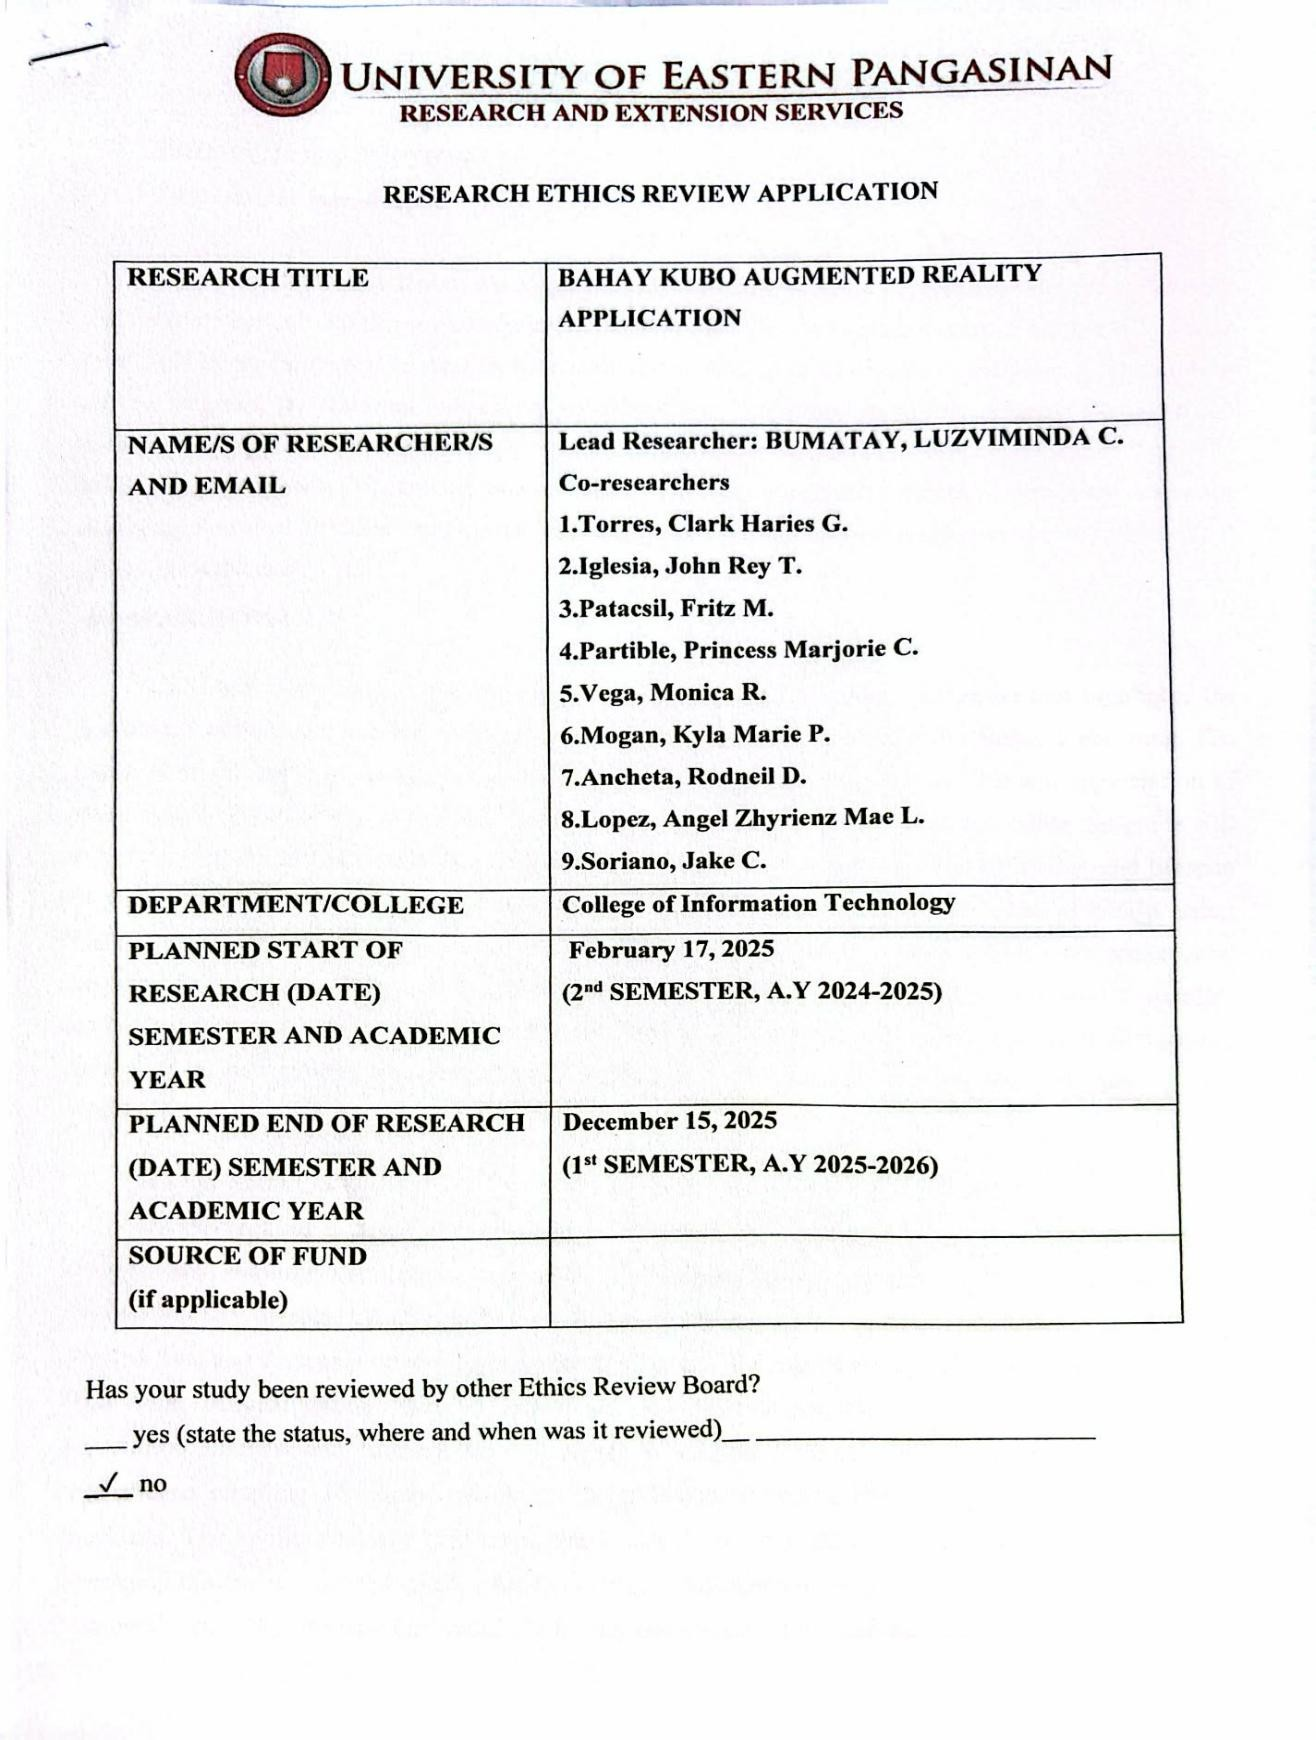 UNIVERSITY OF EASTERN PANGASINAN
RESEARCH AND EXTENSION SERVICES
RESEARCH ETHICS REVIEW APPLICATION
RESEARCH TITLE
BAHAY KUBO AUGMENTED REALITY
APPLICATION
NAME/S OF RESEARCHER/S
AND EMAIL
Lead Researcher: BUMATAY, LUZVIMINDA C.
Co-researchers
1.Torres, Clark Haries G.
2.Iglesia, John Rey T.
3.Patacsil, Fritz M.
4.Partible, Princess Marjorie C.
5.Vega, Monica R.
6.Mogan, Kyla Marie P.
7.Ancheta, Rodneil D.
8.Lopez, Angel Zhyrienz Mae L.
9.Soriano, Jake C.
DEPARTMENT/COLLEGE
College of Information Technology
PLANNED START OF
RESEARCH (DATE)
SEMESTER AND ACADEMIC
YEAR
February 17, 2025
(2nd SEMESTER, A.Y 2024-2025)
PLANNED END OF RESEARCH
(DATE) SEMESTER AND
ACADEMIC YEAR
December 15, 2025
(1st SEMESTER, A.Y 2025-2026)
SOURCE OF FUND
(if applicable)
Has your study been reviewed by other Ethics Review Board?
___ yes (state the status, where and when was it reviewed)__ ______________________
_✓_ no